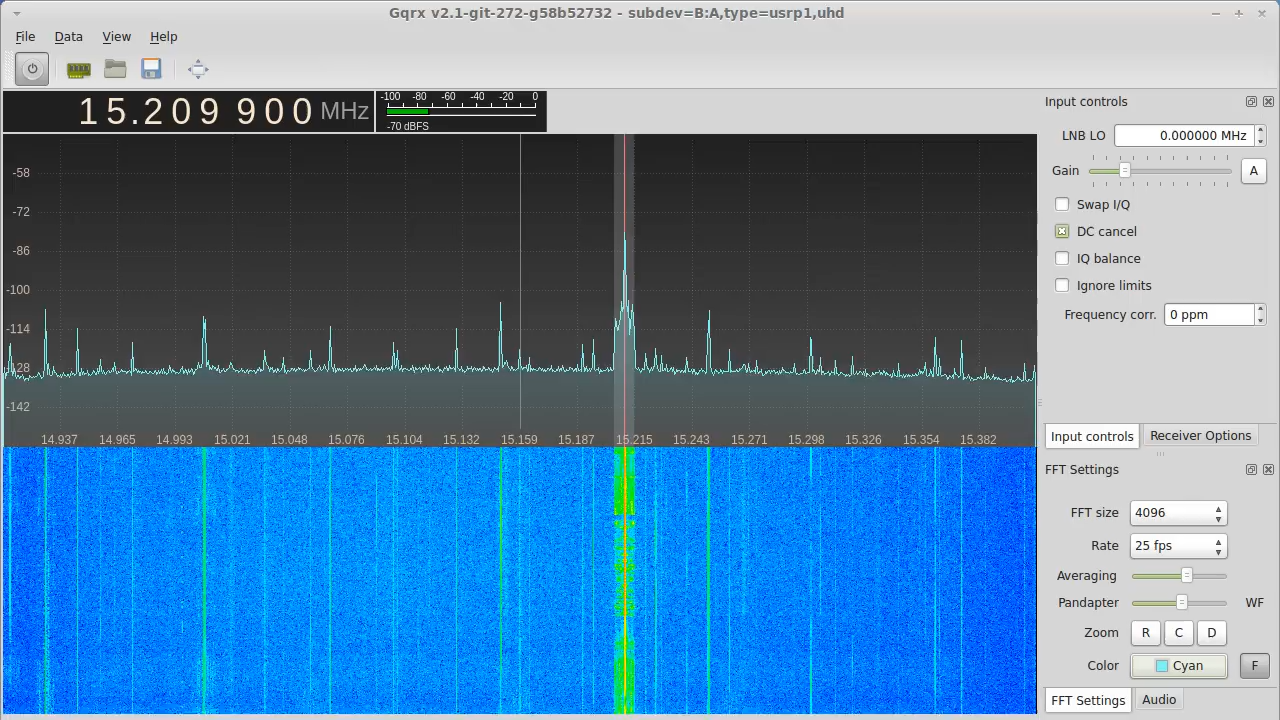 Gqrx v2.1-git-272-g58b52732 - subdev=B:A,type=usrp1,uhd
File Data View Help
15.209 900 MHz
-100 -80 -60 -40 -20 0
-70 dBFS
-58
-72
-86
-100
-114
-128
-142
14.937 14.965 14.993 15.021 15.048 15.076 15.104 15.132 15.159 15.187 15.215 15.243 15.271 15.298 15.326 15.354 15.382
Input controls
LNB LO 0.000000 MHz
Gain A
Swap I/Q
DC cancel
IQ balance
Ignore limits
Frequency corr. 0 ppm
Input controls Receiver Options
FFT Settings
FFT size 4096
Rate 25 fps
Averaging
Pandapter WF
Zoom R C D
Color Cyan F
FFT Settings Audio